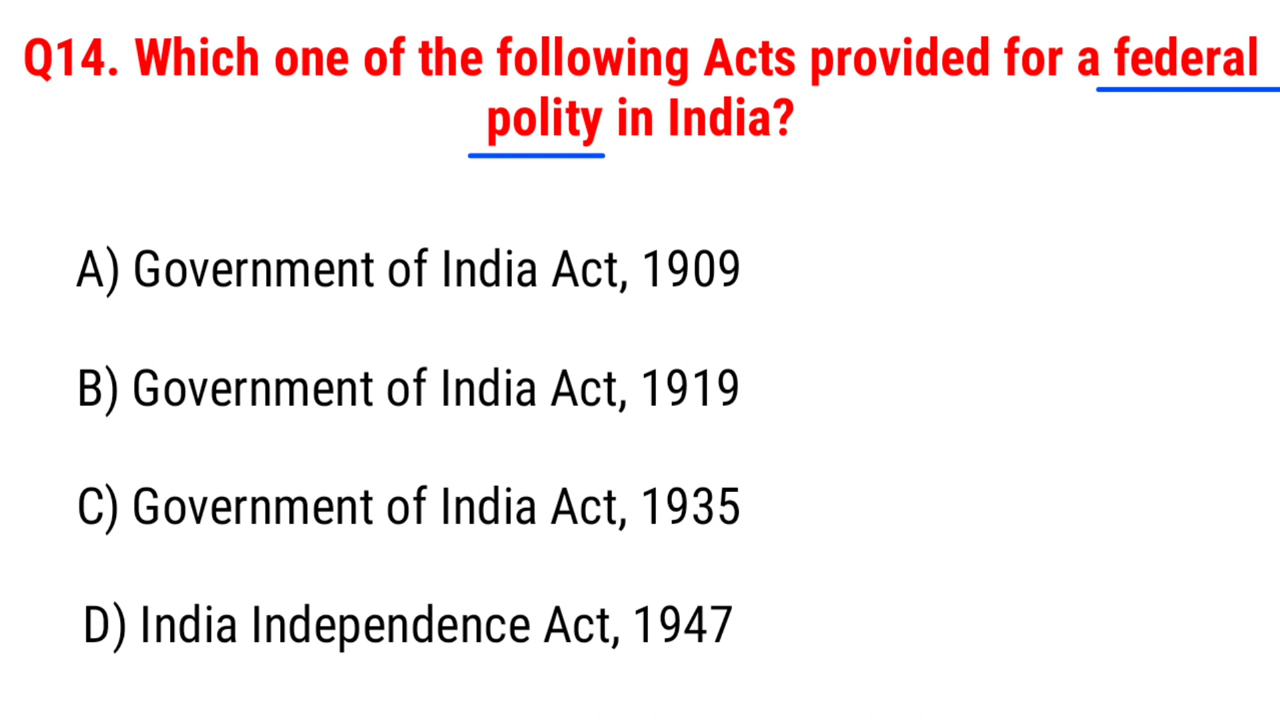 Q14. Which one of the following Acts provided for a federal
polity in India?
A) Government of India Act, 1909
B) Government of India Act, 1919
C) Government of India Act, 1935
D) India Independence Act, 1947